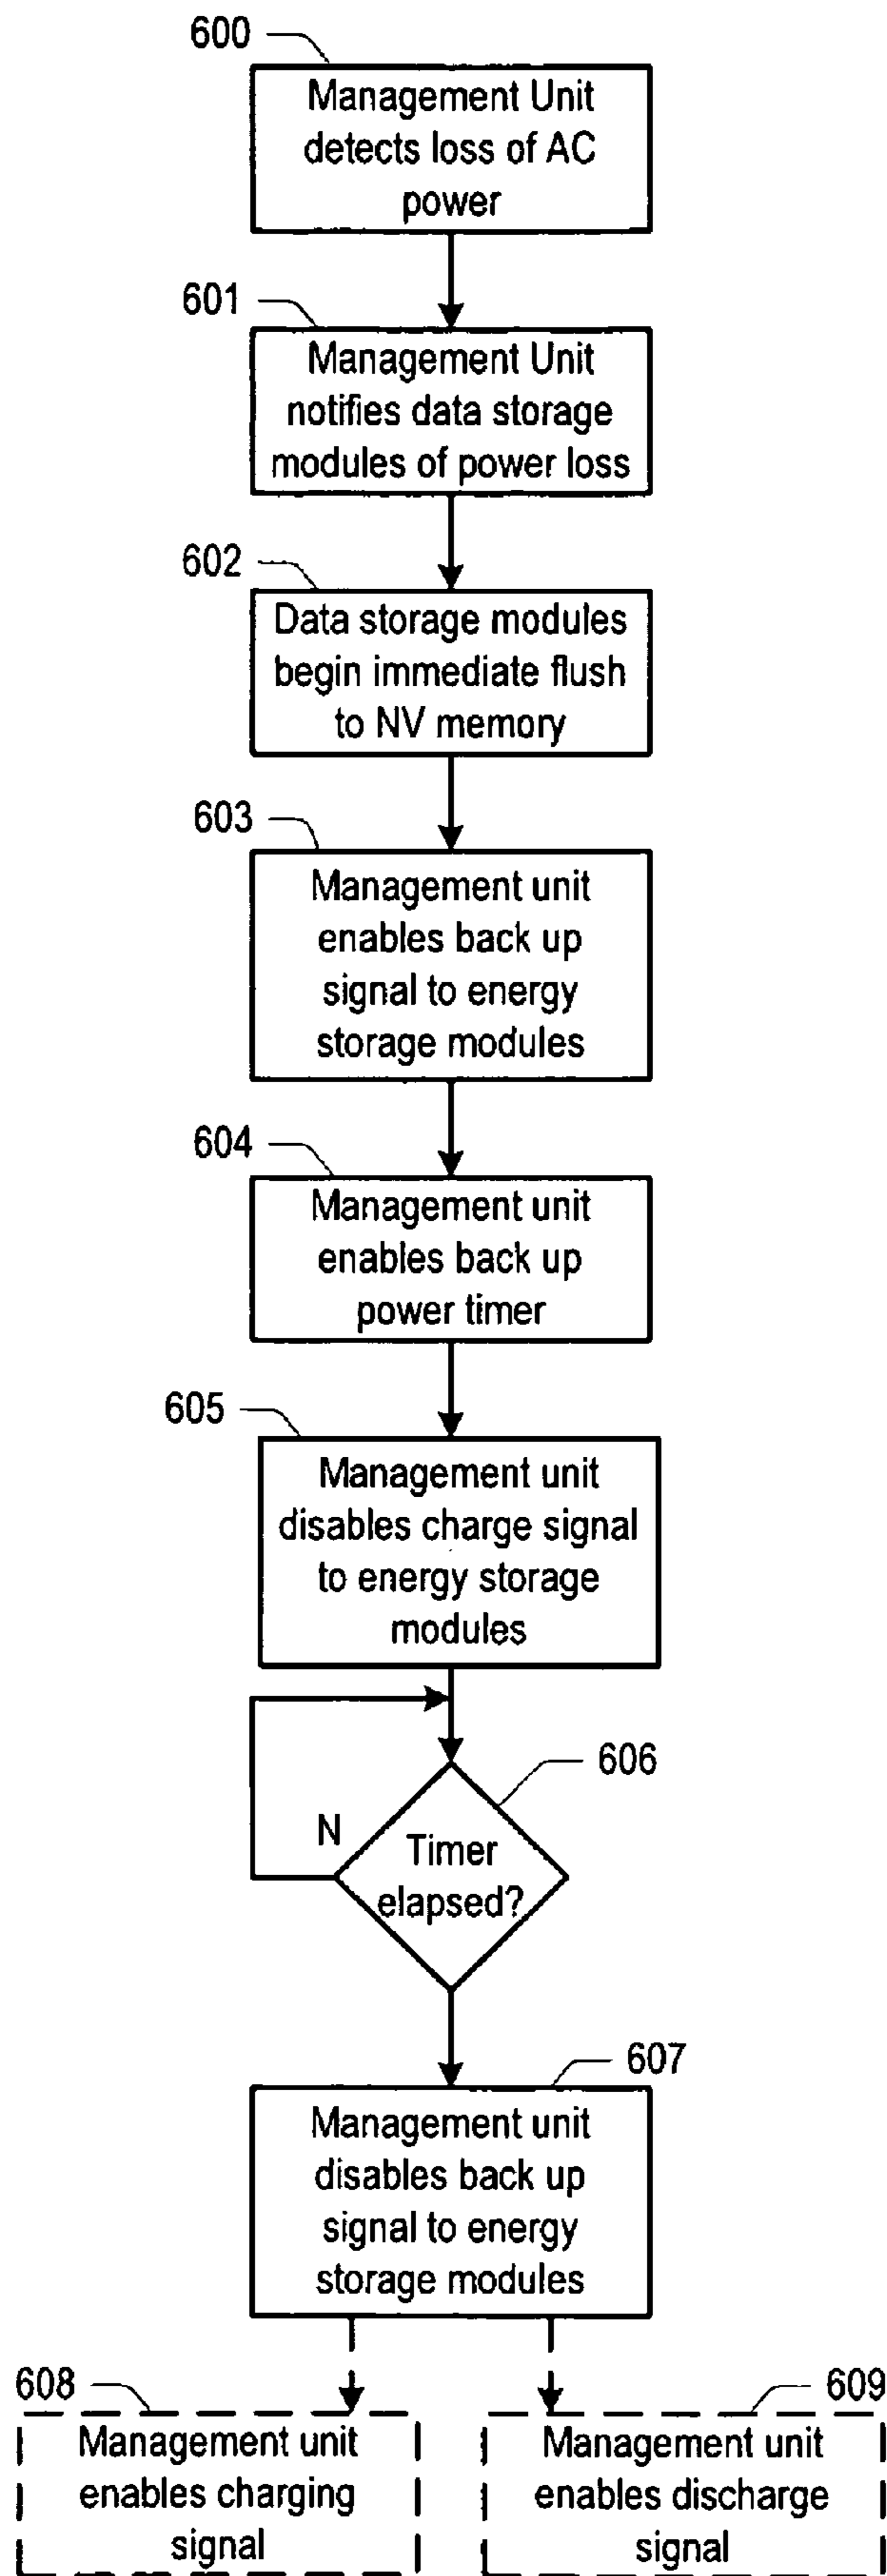 600
Management Unit
detects loss of AC
power
601
Management Unit
notifies data storage
modules of power loss
602
Data storage modules
begin immediate flush
to NV memory
603
Management unit
enables back up
signal to energy
storage modules
604
Management unit
enables back up
power timer
605
Management unit
disables charge signal
to energy storage
modules
606
N
Timer
elapsed?
607
Management unit
disables back up
signal to energy
storage modules
608
Management unit
enables charging
signal
609
Management unit
enables discharge
signal